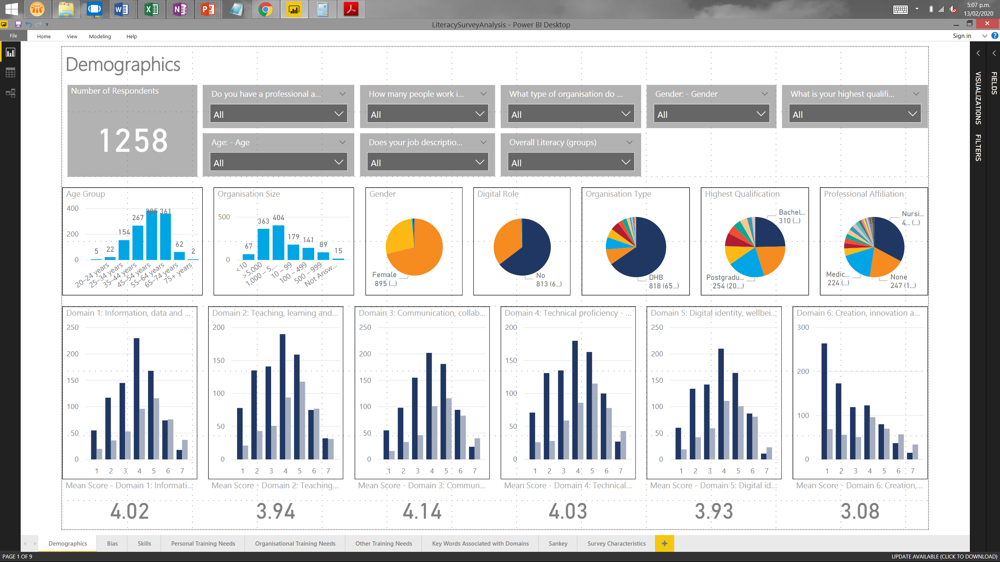 5:07 p.m.
13/02/2020
LiteracySurveyAnalysis - Power BI Desktop
File
Home
View
Modeling
Help
Sign in
Demographics
Number of Respondents
1258
Do you have a professional a...
All
How many people work i...
All
What type of organisation do ...
All
Gender: - Gender
All
What is your highest qualifi...
All
Age: - Age
All
Does your job descriptio...
All
Overall Literacy (groups)
All
VISUALIZATIONS
FILTERS
FIELDS
Age Group
400
200
0
5
22
154
267
385
361
62
2
20–24 years
25–34 years
35–44 years
45–54 years
55–64 years
65–74 years
75+ years
Organisation Size
500
0
67
363
404
179
141
89
15
<10
>5,000
1,000 – 5,...
10 – 99
100 – 499
500 – 999
Not Answ...
Gender
Female
895 (...)
Digital Role
No
813 (6...)
Organisation Type
DHB
818 (65...)
Highest Qualification
Bachel...
310 (...)
Postgradu...
254 (20....)
Professional Affiliation
Nursi...
4... (...)
Medic...
224 (...)
None
247 (1...)
Domain 1: Information, data and ...
250
200
150
100
50
0
1 2 3 4 5 6 7
Domain 2: Teaching, learning and...
200
150
100
50
0
1 2 3 4 5 6 7
Domain 3: Communication, collab...
250
200
150
100
50
0
1 2 3 4 5 6 7
Domain 4: Technical proficiency - ...
200
150
100
50
0
1 2 3 4 5 6 7
Domain 5: Digital identity, wellbei...
250
200
150
100
50
0
1 2 3 4 5 6 7
Domain 6: Creation, innovation a...
300
200
100
0
1 2 3 4 5 6 7
Mean Score - Domain 1: Informati...
4.02
Mean Score - Domain 2: Teaching...
3.94
Mean Score - Domain 3: Commun...
4.14
Mean Score - Domain 4: Technical...
4.03
Mean Score - Domain 5: Digital id...
3.93
Mean Score - Domain 6: Creation,...
3.08
Demographics
Bias
Skills
Personal Training Needs
Organisational Training Needs
Other Training Needs
Key Words Associated with Domains
Sankey
Survey Characteristics
PAGE 1 OF 9
UPDATE AVAILABLE (CLICK TO DOWNLOAD)